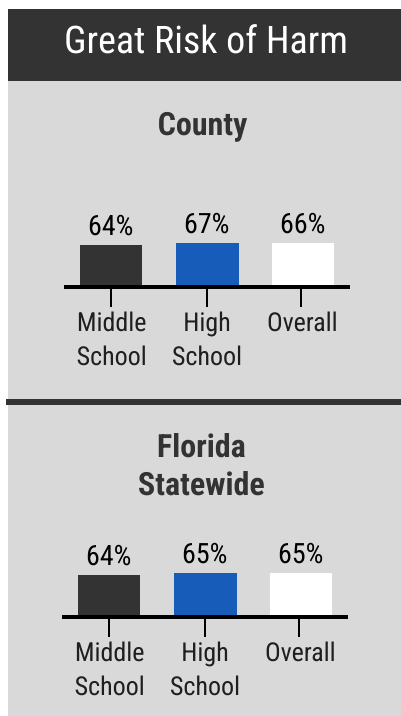 Great Risk of Harm
County
64% 67% 66%
Middle High Overall
School School
Florida
Statewide
64% 65% 65%
Middle High Overall
School School